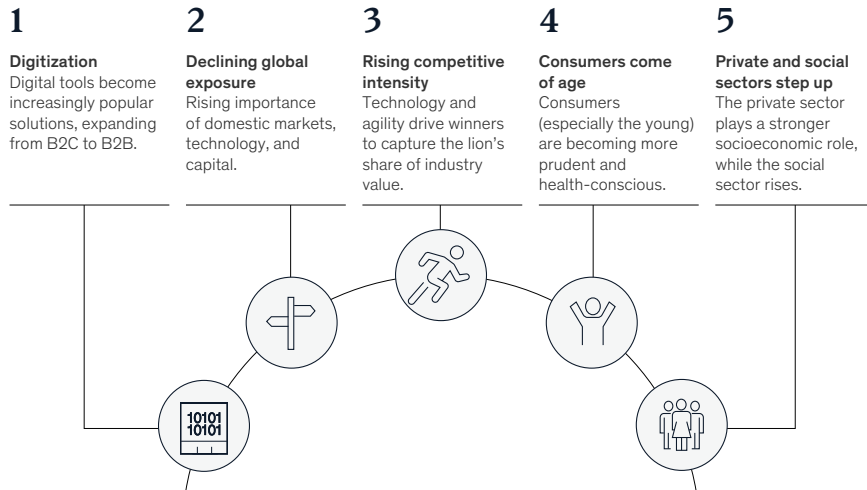 1
Digitization
Digital tools become
increasingly popular
solutions, expanding
from B2C to B2B.
2
Declining global
exposure
Rising importance
of domestic markets,
technology, and
capital.
3
Rising competitive
intensity
Technology and
agility drive winners
to capture the lion’s
share of industry
value.
4
Consumers come
of age
Consumers
(especially the young)
are becoming more
prudent and
health-conscious.
5
Private and social
sectors step up
The private sector
plays a stronger
socioeconomic role,
while the social
sector rises.
10101
10101